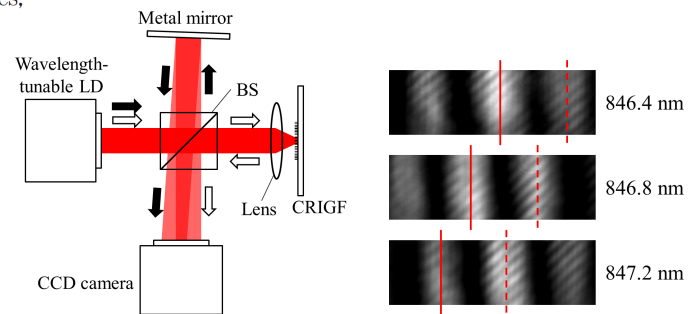 cs,
Metal mirror
Wavelength-
tunable LD
BS
Lens
CRIGF
CCD camera
846.4 nm
846.8 nm
847.2 nm